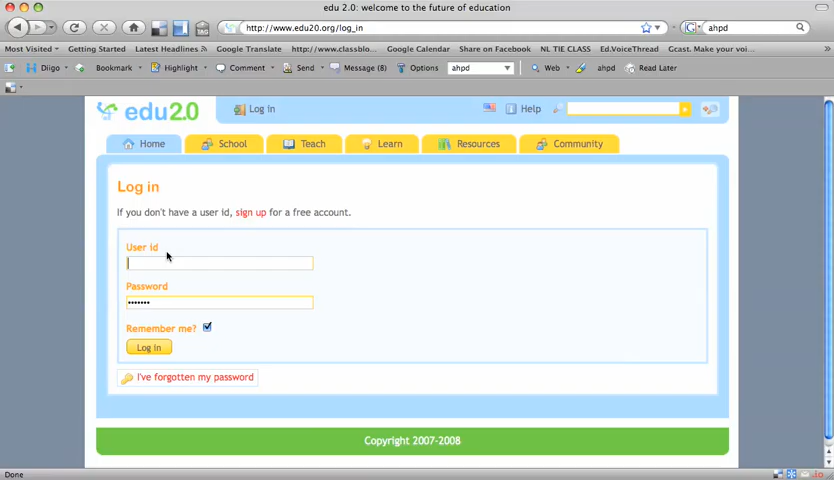 edu 2.0: welcome to the future of education
http://www.edu20.org/log_in
ahpd
Most Visited Getting Started Latest Headlines Google Translate http://www.classblo... Google Calendar Share on Facebook NL TIE CLASS Ed.VoiceThread Gcast. Make your voi...
Diigo Bookmark Highlight Comment Send Message (8) Options ahpd Web ahpd Read Later
edu2.0 Log in Help
Home School Teach Learn Resources Community
Log in
If you don't have a user id, sign up for a free account.
User id
Password
•••••••
Remember me?
Log in
I've forgotten my password
Copyright 2007-2008
Done
.io